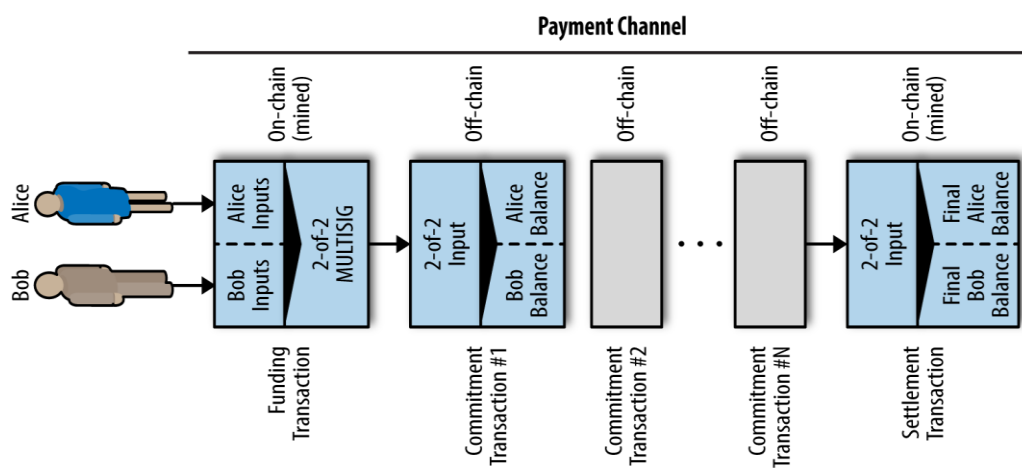 Payment Channel
Alice
Bob
On-chain
(mined)
Alice
Inputs
Bob
Inputs
2-of-2
MULTISIG
Funding
Transaction
Off-chain
2-of-2
Input
Alice
Balance
Bob
Balance
Commitment
Transaction #1
Off-chain
Commitment
Transaction #2
Off-chain
Commitment
Transaction #N
On-chain
(mined)
2-of-2
Input
Final
Alice
Balance
Final
Bob
Balance
Settlement
Transaction